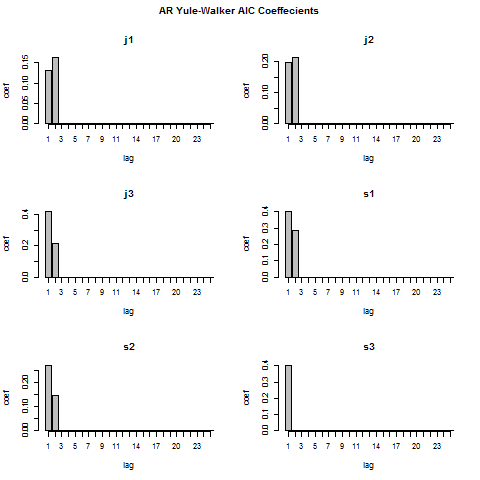 AR Yule-Walker AIC Coeffecients
j1
coef
0.00 0.05 0.10 0.15
1 3 5 7 9 11 14 17 20 23
lag
j2
coef
0.00 0.10 0.20
1 3 5 7 9 11 14 17 20 23
lag
j3
coef
0.0 0.2 0.4
1 3 5 7 9 11 14 17 20 23
lag
s1
coef
0.0 0.1 0.2 0.3 0.4
1 3 5 7 9 11 14 17 20 23
lag
s2
coef
0.00 0.10 0.20
1 3 5 7 9 11 14 17 20 23
lag
s3
coef
0.0 0.1 0.2 0.3 0.4
1 3 5 7 9 11 14 17 20 23
lag